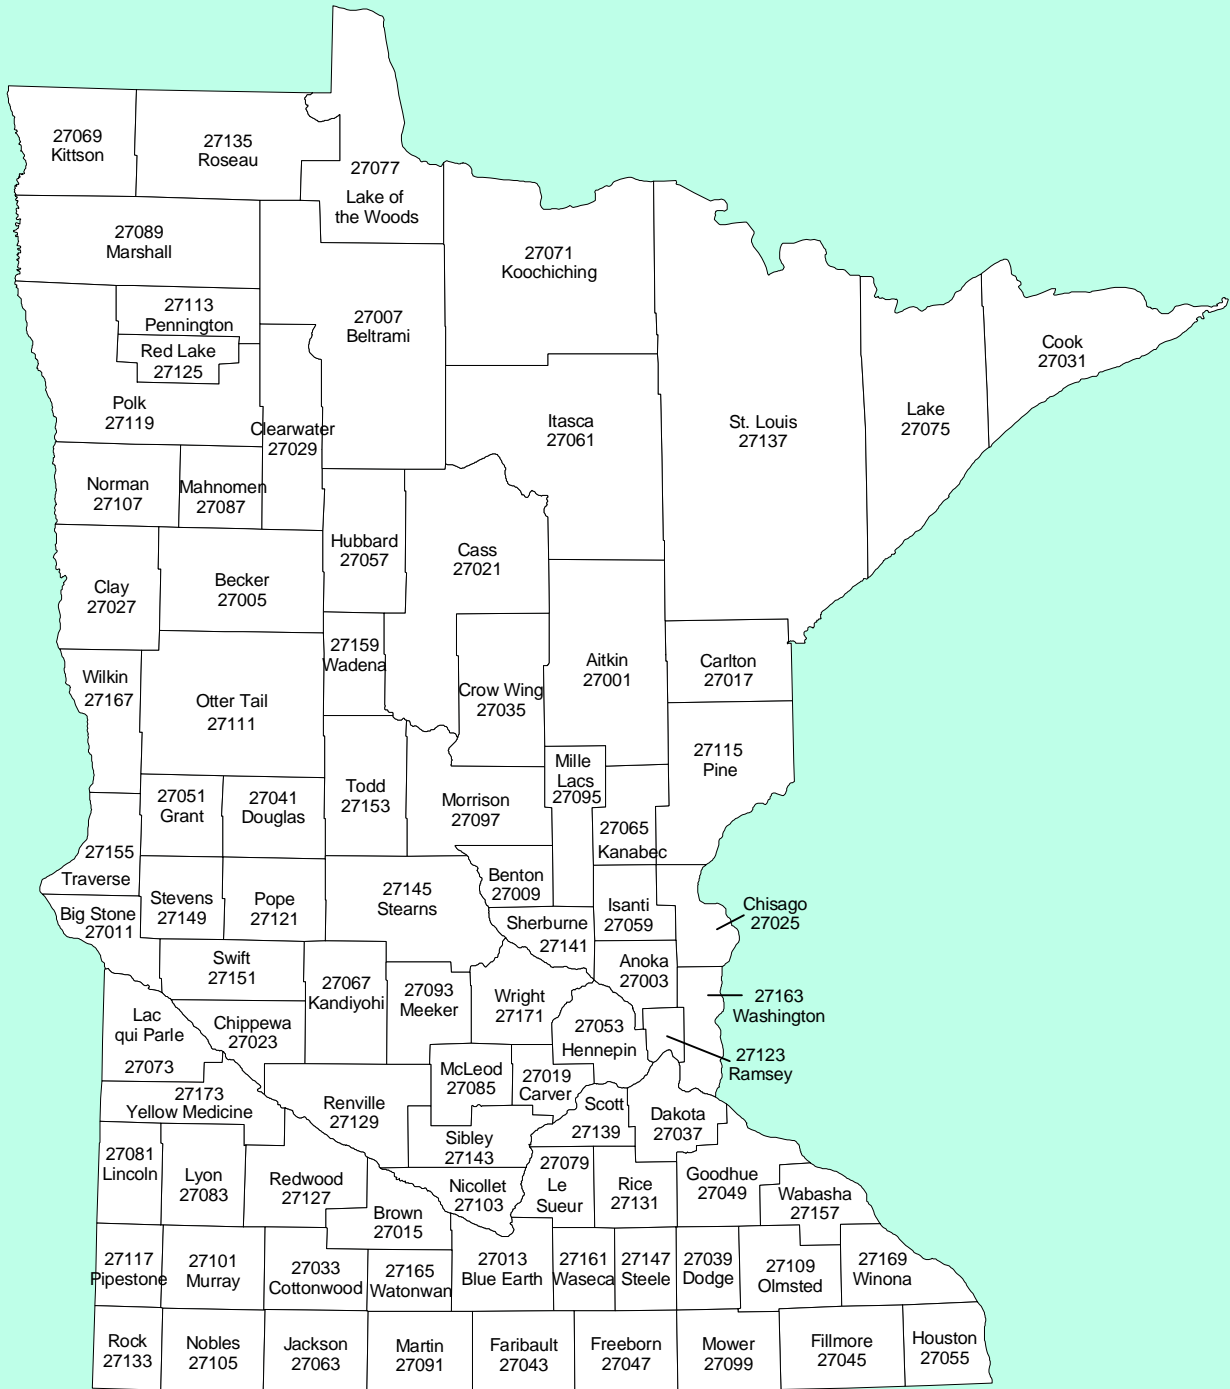 27069
Kittson
27135
Roseau
27077
Lake of
the Woods
27089
Marshall
27071
Koochiching
27113
Pennington
27007
Beltrami
Red Lake
27125
Cook
27031
Polk
27119
Clearwater
27029
Itasca
27061
St. Louis
27137
Lake
27075
Norman
27107
Mahnomen
27087
Hubbard
27057
Cass
27021
Clay
27027
Becker
27005
27159
Wadena
Aitkin
27001
Carlton
27017
Wilkin
27167
Otter Tail
27111
Crow Wing
27035
27115
Pine
Mille
Lacs
27095
27051
Grant
27041
Douglas
Todd
27153
Morrison
27097
27065
Kanabec
27155
Traverse
Stevens
27149
Pope
27121
27145
Stearns
Benton
27009
Isanti
27059
Chisago
27025
Big Stone
27011
Sherburne
27141
Swift
27151
Anoka
27003
27067
Kandiyohi
27093
Meeker
Wright
27171
27163
Washington
Lac
qui Parle
27073
Chippewa
27023
27053
Hennepin
27123
Ramsey
McLeod
27085
27019
Carver
27173
Yellow Medicine
Renville
27129
Scott
27139
Dakota
27037
Sibley
27143
27081
Lincoln
Lyon
27083
Redwood
27127
Nicollet
27103
27079
Le
Sueur
Rice
27131
Goodhue
27049
Wabasha
27157
Brown
27015
27117
Pipestone
27101
Murray
27033
Cottonwood
27165
Watonwan
27013
Blue Earth
27161
Waseca
27147
Steele
27039
Dodge
27109
Olmsted
27169
Winona
Rock
27133
Nobles
27105
Jackson
27063
Martin
27091
Faribault
27043
Freeborn
27047
Mower
27099
Fillmore
27045
Houston
27055